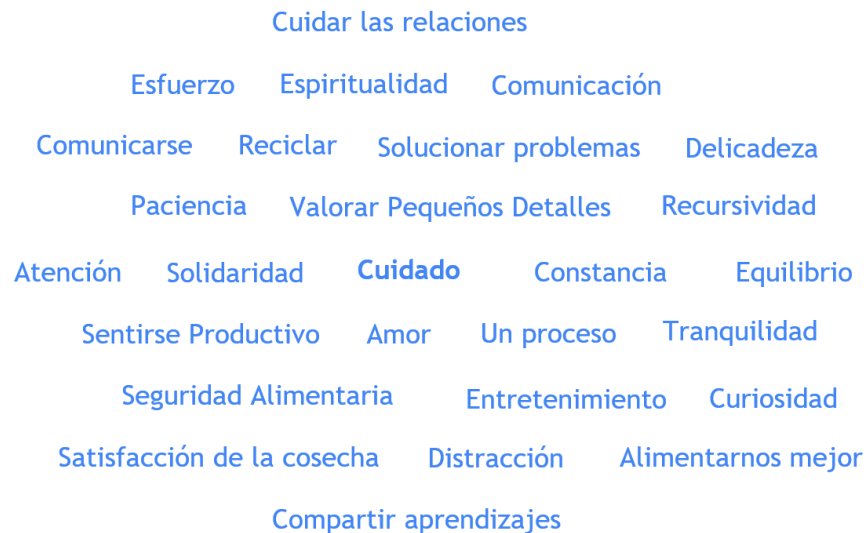 Cuidar las relaciones
Esfuerzo Espiritualidad Comunicación
Comunicarse Reciclar Solucionar problemas Delicadeza
Paciencia Valorar Pequeños Detalles Recursividad
Atención Solidaridad Cuidado Constancia Equilibrio
Sentirse Productivo Amor Un proceso Tranquilidad
Seguridad Alimentaria Entretenimiento Curiosidad
Satisfacción de la cosecha Distracción Alimentarnos mejor
Compartir aprendizajes